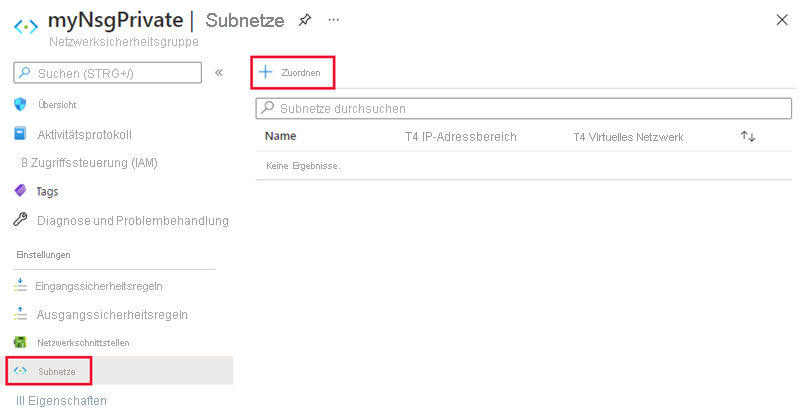 myNsgPrivate | Subnetze ...
Netzwerksicherheitsgruppe
Suchen (STRG+/) «
Übersicht
Aktivitätsprotokoll
8 Zugriffssteuerung (IAM)
Tags
Diagnose und Problembehandlung
Einstellungen
Eingangssicherheitsregeln
Ausgangssicherheitsregeln
Netzwerkschnittstellen
Subnetze
III Eigenschaften
+ Zuordnen
Subnetze durchsuchen
Name T4 IP-Adressbereich T4 Virtuelles Netzwerk ↑↓
Keine Ergebnisse.